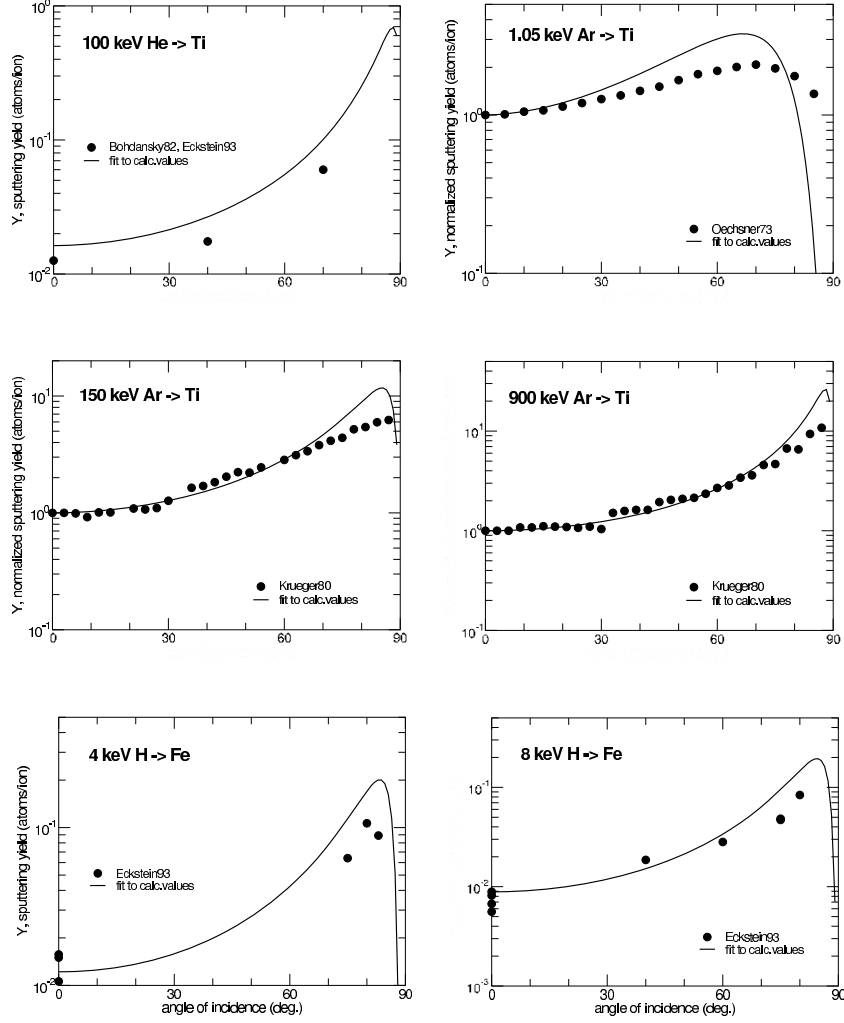 100 keV He -> Ti
Y, sputtering yield (atoms/ion)
10^0
10^-1
10^-2
Bohdansky82, Eckstein93
fit to calc.values
0
30
60
90
1.05 keV Ar -> Ti
Y, normalized sputtering yield (atoms/ion)
10^1
10^0
10^-1
Oechsner73
fit to calc.values
0
30
60
90
150 keV Ar -> Ti
Y, normalized sputtering yield (atoms/ion)
10^1
10^0
10^-1
Krueger80
fit to calc.values
0
30
60
90
900 keV Ar -> Ti
10^1
10^0
10^-1
Krueger80
fit to calc.values
0
30
60
90
4 keV H -> Fe
Y, sputtering yield (atoms/ion)
10^-1
10^-2
Eckstein93
fit to calc.values
0
30
60
90
angle of incidence (deg.)
8 keV H -> Fe
10^-1
10^-2
10^-3
Eckstein93
fit to calc.values
0
30
60
90
angle of incidence (deg.)